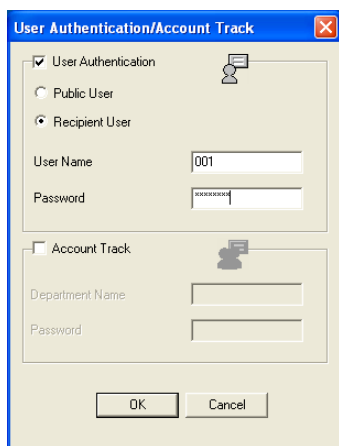 User Authentication/Account Track
User Authentication
Public User
Recipient User
User Name 001
Password ********
Account Track
Department Name
Password
OK Cancel